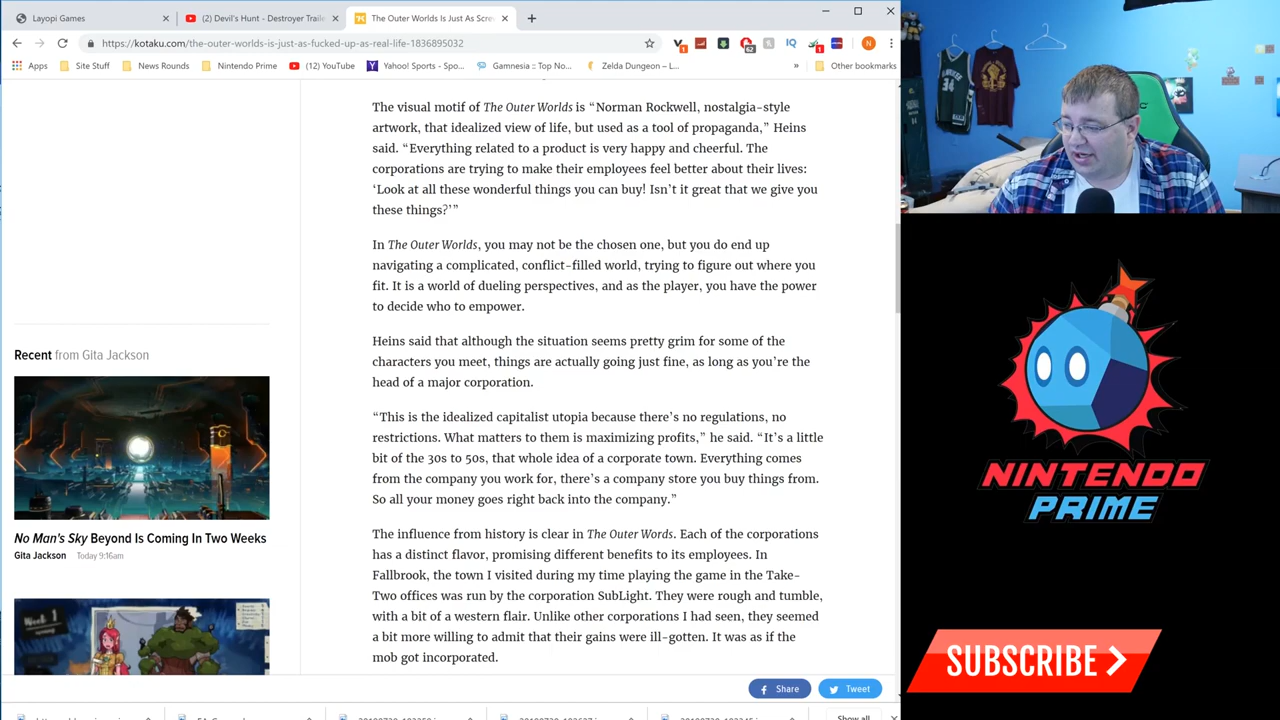 Layopi Games
(2) Devil's Hunt - Destroyer Traile
The Outer Worlds Is Just As Scre
https://kotaku.com/the-outer-worlds-is-just-as-fucked-up-as-real-life-1836895032
Apps
Site Stuff
News Rounds
Nintendo Prime
(12) YouTube
Yahoo! Sports - Spo...
Gamnesia :: Top No...
Zelda Dungeon – L...
»
Other bookmarks
The visual motif of The Outer Worlds is “Norman Rockwell, nostalgia-style
artwork, that idealized view of life, but used as a tool of propaganda,” Heins
said. “Everything related to a product is very happy and cheerful. The
corporations are trying to make their employees feel better about their lives:
‘Look at all these wonderful things you can buy! Isn’t it great that we give you
these things?’”
In The Outer Worlds, you may not be the chosen one, but you do end up
navigating a complicated, conflict-filled world, trying to figure out where you
fit. It is a world of dueling perspectives, and as the player, you have the power
to decide who to empower.
Heins said that although the situation seems pretty grim for some of the
characters you meet, things are actually going just fine, as long as you’re the
head of a major corporation.
“This is the idealized capitalist utopia because there’s no regulations, no
restrictions. What matters to them is maximizing profits,” he said. “It’s a little
bit of the 30s to 50s, that whole idea of a corporate town. Everything comes
from the company you work for, there’s a company store you buy things from.
So all your money goes right back into the company.”
The influence from history is clear in The Outer Words. Each of the corporations
has a distinct flavor, promising different benefits to its employees. In
Fallbrook, the town I visited during my time playing the game in the Take-
Two offices was run by the corporation SubLight. They were rough and tumble,
with a bit of a western flair. Unlike other corporations I had seen, they seemed
a bit more willing to admit that their gains were ill-gotten. It was as if the
mob got incorporated.
Recent from Gita Jackson
No Man's Sky Beyond Is Coming In Two Weeks
Gita Jackson Today 9:16am
Share
Tweet
Show all
34
NINTENDO
PRIME
SUBSCRIBE